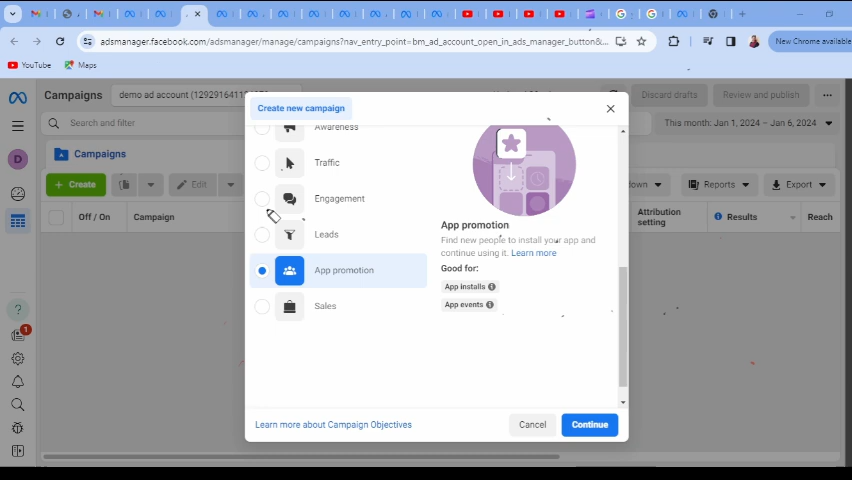 adsmanager.facebook.com/adsmanager/manage/campaigns?nav_entry_point=bm_ad_account_open_in_ads_manager_button&...
New Chrome available
YouTube
Maps
Campaigns
demo ad account
Discard drafts
Review and publish
Create new campaign
Search and filter
This month: Jan 1, 2024 – Jan 6, 2024
Awareness
Campaigns
Traffic
+ Create
Edit
Reports
Export
Engagement
Off / On
Campaign
Attribution
setting
Results
Reach
App promotion
Find new people to install your app and
continue using it. Learn more
Leads
Good for:
App promotion
App installs
App events
Sales
1
D
Learn more about Campaign Objectives
Cancel
Continue